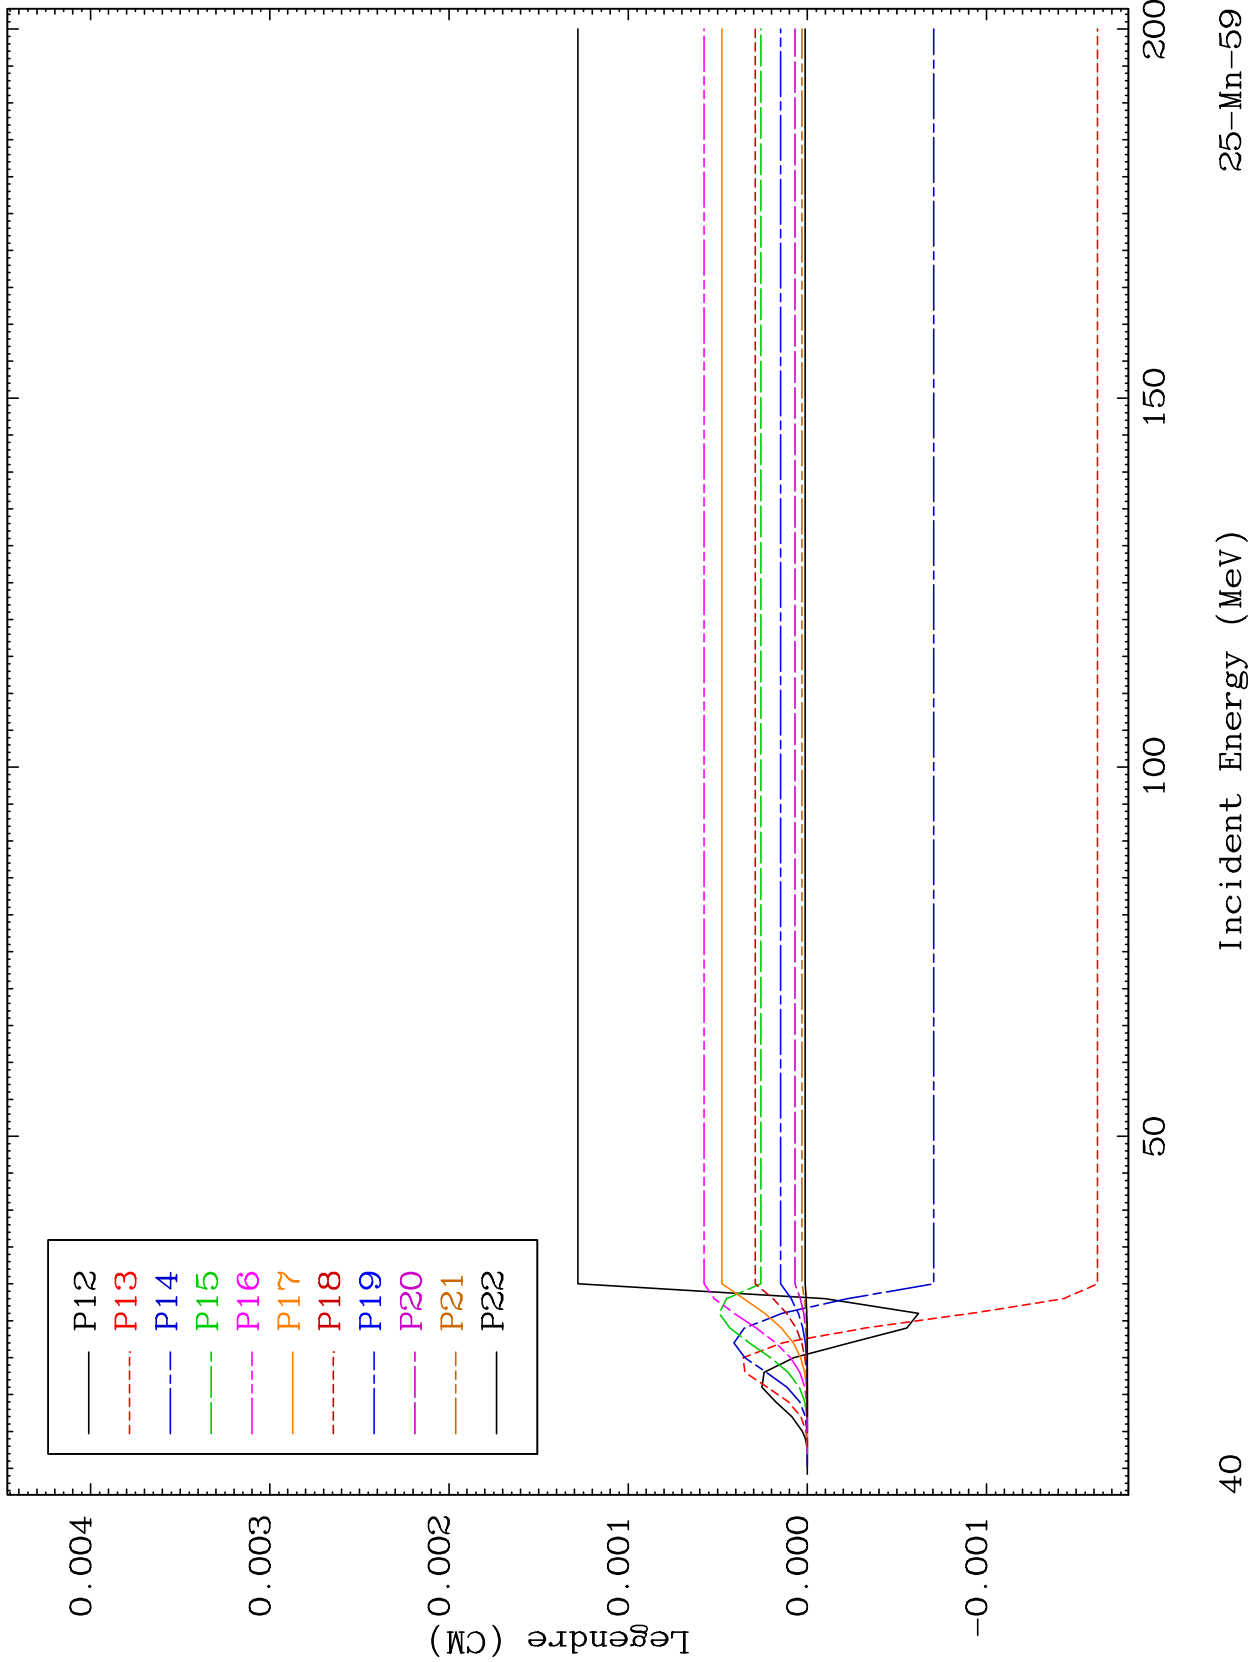 Legendre (CM)
0.004
0.003
0.002
0.001
0.000
-0.001
P12
P13
P14
P15
P16
P17
P18
P19
P20
P21
P22
50
100
150
200
Incident Energy (MeV)
40
25-Mn-59